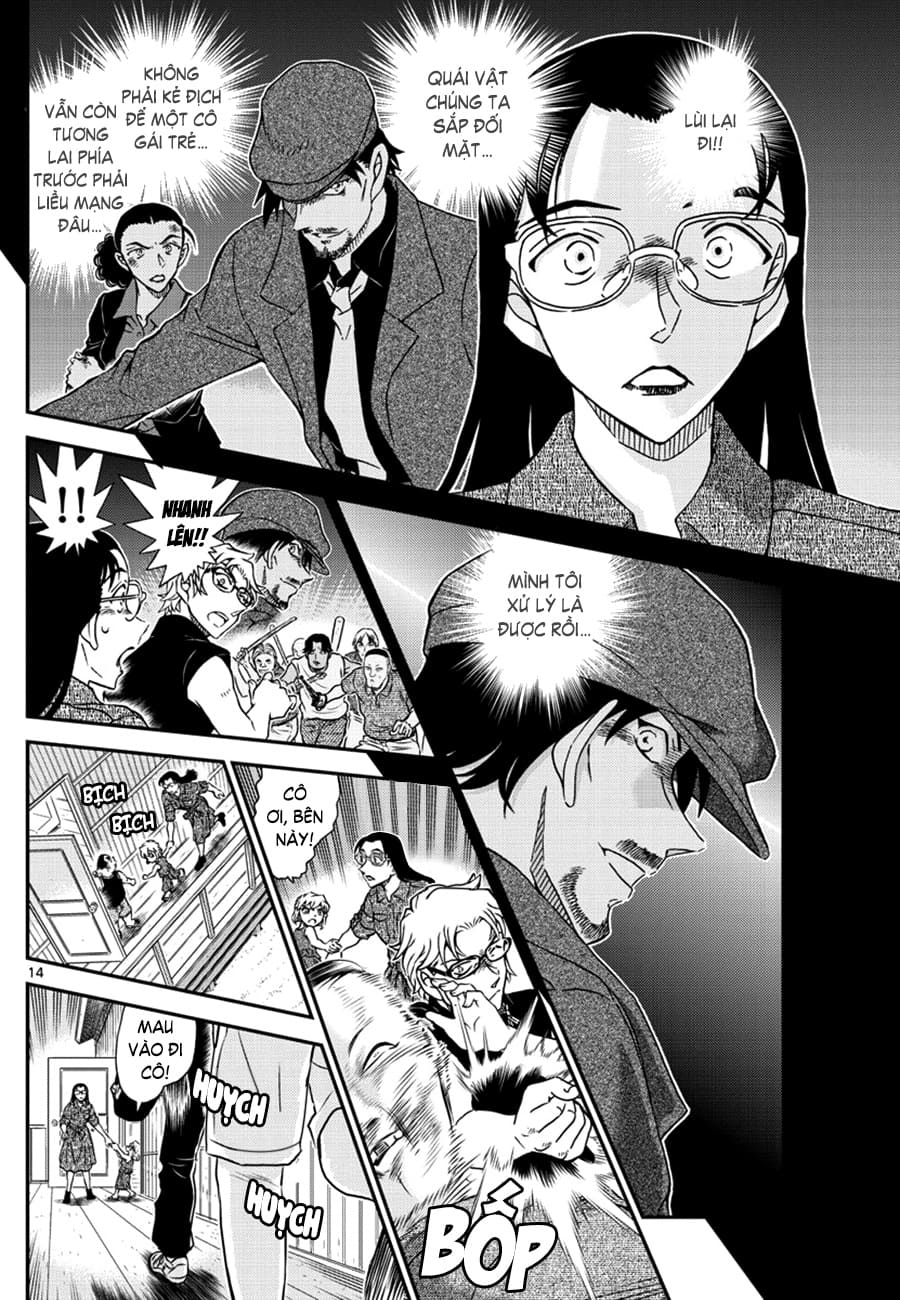 LÙI LẠI
ĐI!!
QUÁI VẬT
CHÚNG TA
SẮP ĐỐI
MẶT...
KHÔNG
PHẢI KẺ ĐỊCH
ĐỂ MỘT CÔ
GÁI TRẺ...
VẪN CÒN
TƯƠNG
LAI PHÍA
TRƯỚC PHẢI
LIỀU MẠNG
ĐÂU...
MÌNH TÔI
XỬ LÝ LÀ
ĐƯỢC RỒI...
NHANH
LÊN!!
!!
CÔ
ƠI, BÊN
NÀY!
BỐP
BỊCH
BỊCH
14
MAU
VÀO ĐI
CÔ!
HUỴCH
HUỴCH